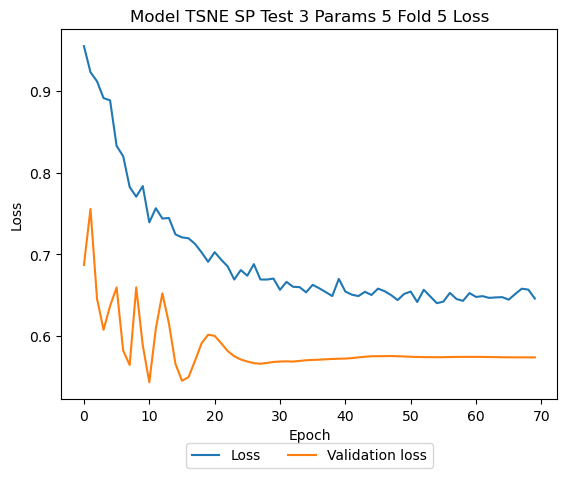 Model TSNE SP Test 3 Params 5 Fold 5 Loss
0.9
0.8
0.7
0.6
Loss
0 10 20 30 40 50 60 70
Epoch
Loss Validation loss